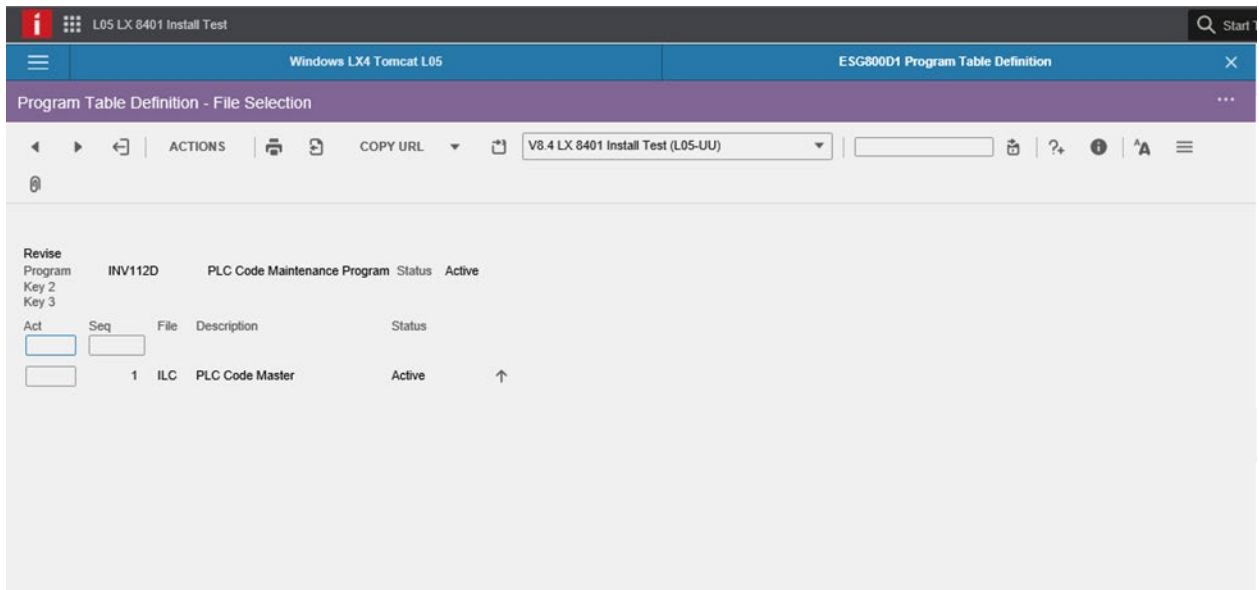 i L05 LX 8401 Install Test Start T
Windows LX4 Tomcat L05 ESG800D1 Program Table Definition
Program Table Definition - File Selection
ACTIONS COPY URL V8.4 LX 8401 Install Test (L05-UU) ?+ i AA
Revise
Program INV112D PLC Code Maintenance Program Status Active
Key 2
Key 3
Act Seq File Description Status
1 ILC PLC Code Master Active